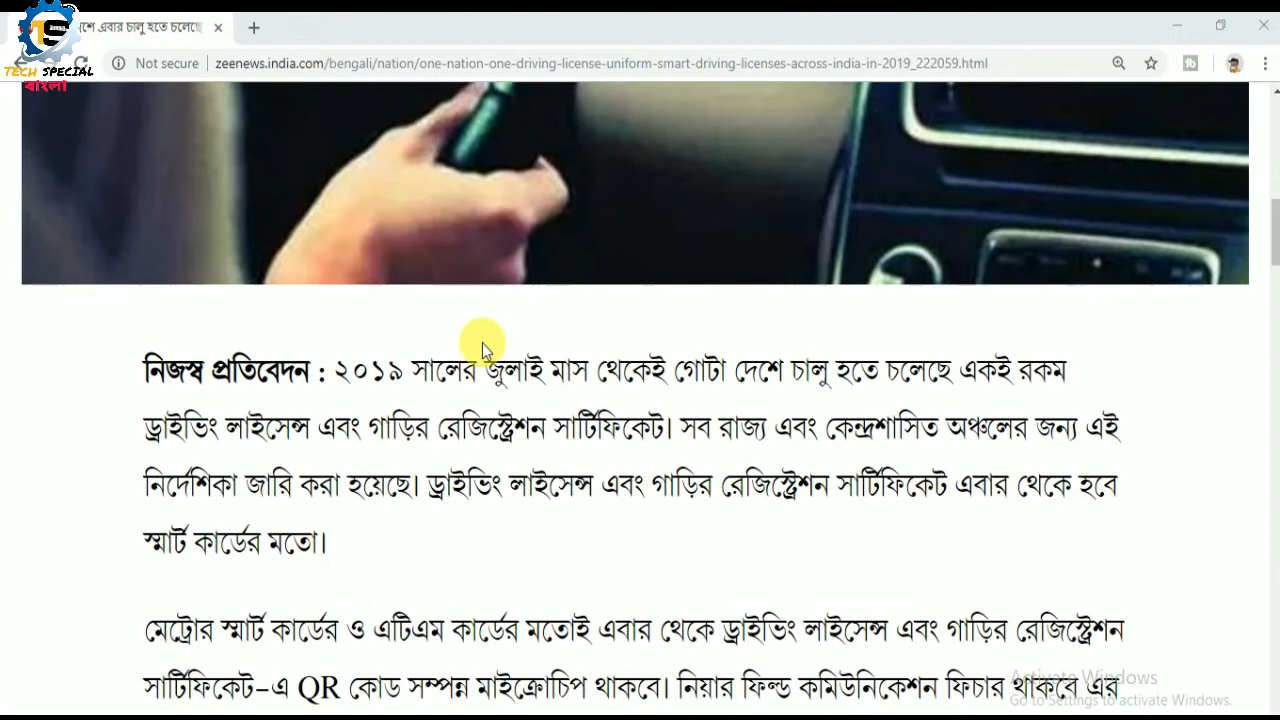 শে এবার চালু হতে চলেছে
TS
TECH SPECIAL
বাংলা
Not secure
zeenews.india.com/bengali/nation/one-nation-one-driving-license-uniform-smart-driving-licenses-across-india-in-2019_222059.html
নিজস্ব প্রতিবেদন : ২০১৯ সালের জুলাই মাস থেকেই গোটা দেশে চালু হতে চলেছে একই রকম
ড্রাইভিং লাইসেন্স এবং গাড়ির রেজিস্ট্রেশন সার্টিফিকেট। সব রাজ্য এবং কেন্দ্রশাসিত অঞ্চলের জন্য এই
নির্দেশিকা জারি করা হয়েছে। ড্রাইভিং লাইসেন্স এবং গাড়ির রেজিস্ট্রেশন সার্টিফিকেট এবার থেকে হবে
স্মার্ট কার্ডের মতো।
মেট্রোর স্মার্ট কার্ডের ও এটিএম কার্ডের মতোই এবার থেকে ড্রাইভিং লাইসেন্স এবং গাড়ির রেজিস্ট্রেশন
সার্টিফিকেট-এ QR কোড সম্পন্ন মাইক্রোচিপ থাকবে। নিয়ার ফিল্ড কমিউনিকেশন ফিচার থাকবে এর
Activate Windows
Go to Settings to activate Windows.